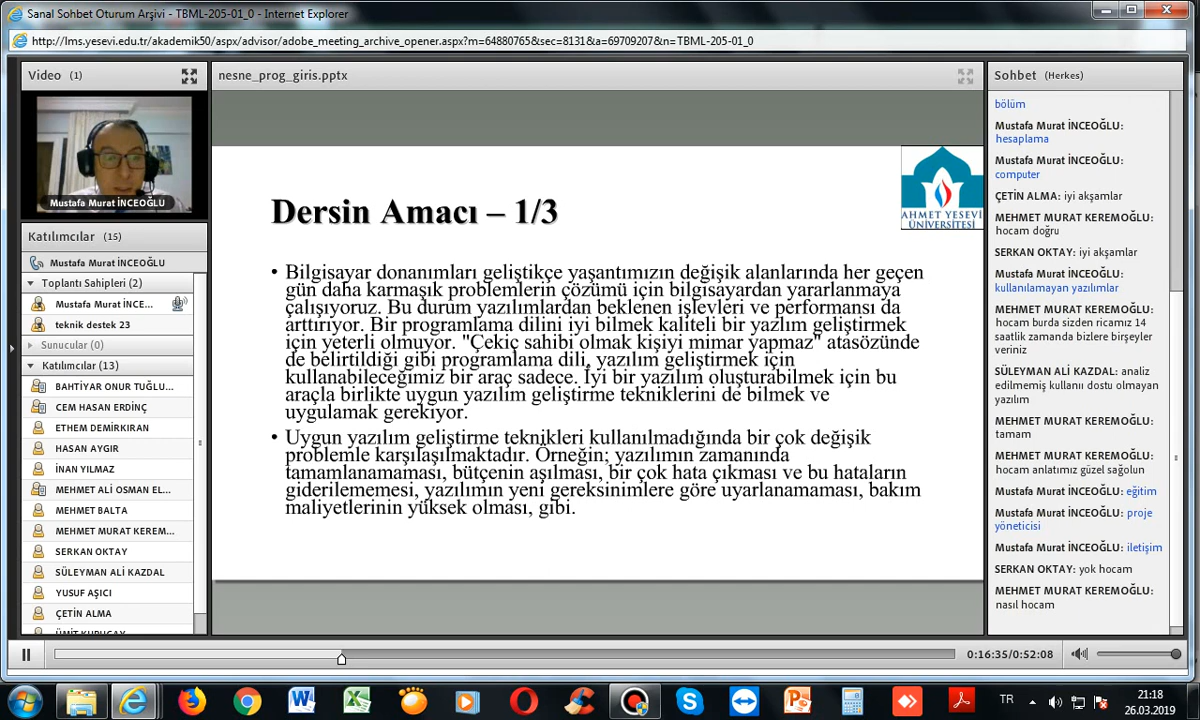 Sanal Sohbet Oturum Arşivi - TBML-205-01_0 - Internet Explorer
http://lms.yesevi.edu.tr/akademik50/aspx/advisor/adobe_meeting_archive_opener.aspx?m=64880765&sec=8131&a=69709207&n=TBML-205-01_0
Video (1)
Mustafa Murat İNCEOĞLU
Katılımcılar (15)
Mustafa Murat İNCEOĞLU
Toplantı Sahipleri (2)
Mustafa Murat İNCE...
teknik destek 23
Sunucular (0)
Katılımcılar (13)
BAHTİYAR ONUR TUĞLU...
CEM HASAN ERDİNÇ
ETHEM DEMİRKIRAN
HASAN AYGIR
İNAN YILMAZ
MEHMET ALİ OSMAN EL...
MEHMET BALTA
MEHMET MURAT KEREM...
SERKAN OKTAY
SÜLEYMAN ALİ KAZDAL
YUSUF AŞICI
ÇETİN ALMA
nesne_prog_giris.pptx
AHMET YESEVİ
ÜNİVERSİTESİ
Dersin Amacı – 1/3
• Bilgisayar donanımları geliştikçe yaşantımızın değişik alanlarında her geçen
gün daha karmaşık problemlerin çözümü için bilgisayardan yararlanmaya
çalışıyoruz. Bu durum yazılımlardan beklenen işlevleri ve performansı da
arttırıyor. Bir programlama dilini iyi bilmek kaliteli bir yazlım geliştirmek
için yeterli olmuyor. "Çekiç sahibi olmak kişiyi mimar yapmaz" atasözünde
de belirtildiği gibi programlama dili, yazılım geliştirmek için
kullanabileceğimiz bir araç sadece. İyi bir yazılım oluşturabilmek için bu
araçla birlikte uygun yazılım geliştirme tekniklerini de bilmek ve
uygulamak gerekiyor.
• Uygun yazılım geliştirme teknikleri kullanılmadığında bir çok değişik
problemle karşılaşılmaktadır. Örneğin; yazılımın zamanında
tamamlanamaması, bütçenin aşılması, bir çok hata çıkması ve bu hataların
giderilememesi, yazılımın yeni gereksinimlere göre uyarlanamaması, bakım
maliyetlerinin yüksek olması, gibi.
Sohbet (Herkes)
bölüm
Mustafa Murat İNCEOĞLU:
hesaplama
Mustafa Murat İNCEOĞLU:
computer
ÇETİN ALMA: iyi akşamlar
MEHMET MURAT KEREMOĞLU:
hocam doğru
SERKAN OKTAY: iyi akşamlar
Mustafa Murat İNCEOĞLU:
kullanılamayan yazılımlar
MEHMET MURAT KEREMOĞLU:
hocam burda sizden ricamız 14
saatlik zamanda bizlere birşeyler
veriniz
SÜLEYMAN ALİ KAZDAL: analiz
edilmemiş kullanı dostu olmayan
yazılım
MEHMET MURAT KEREMOĞLU:
tamam
MEHMET MURAT KEREMOĞLU:
hocam anlatımız güzel sağolun
Mustafa Murat İNCEOĞLU: eğitim
Mustafa Murat İNCEOĞLU: proje
yöneticisi
Mustafa Murat İNCEOĞLU: iletişim
SERKAN OKTAY: yok hocam
MEHMET MURAT KEREMOĞLU:
nasıl hocam
0:16:35/0:52:08
TR
21:18
26.03.2019